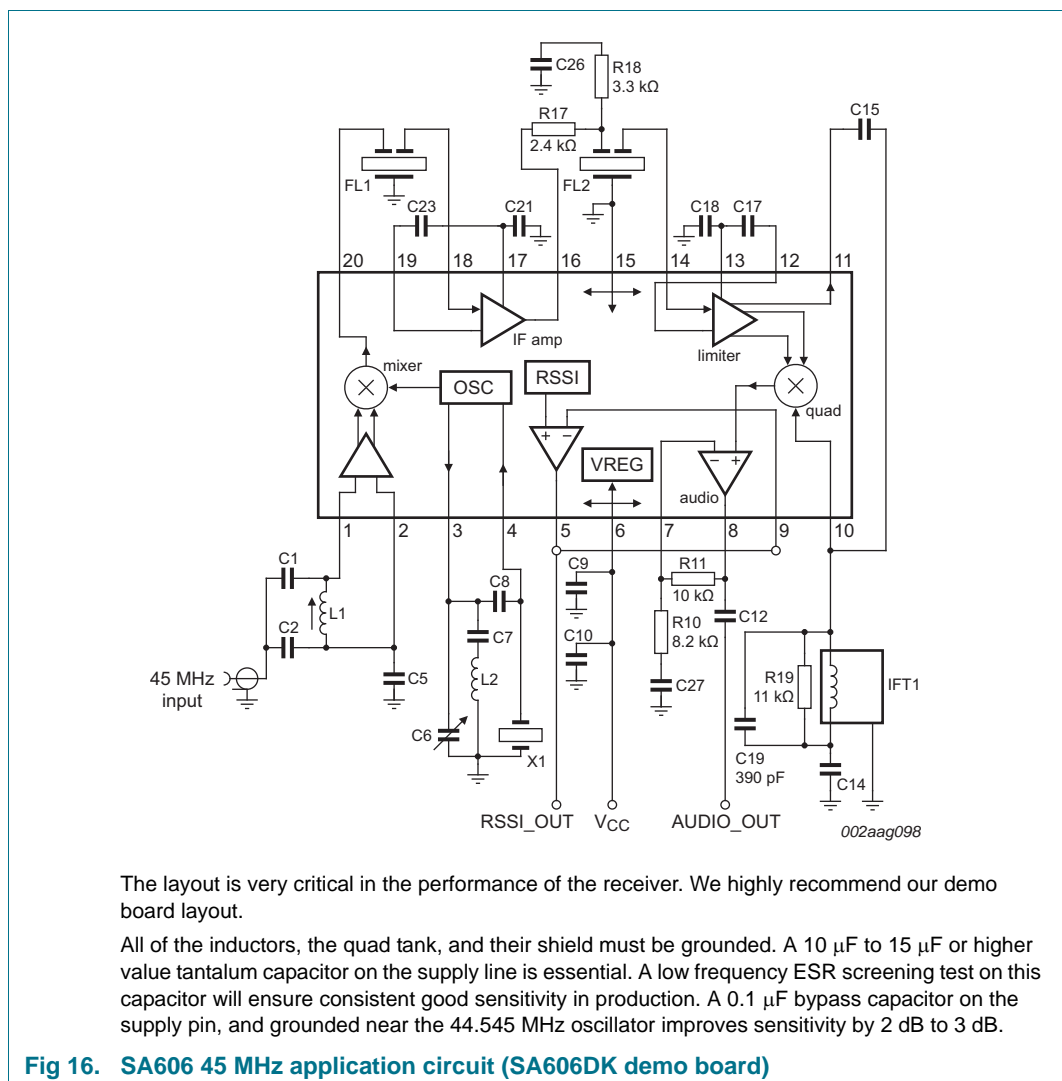 C26
R18
3.3 kΩ
R17
2.4 kΩ
C15
FL1
FL2
C23
C21
C18
C17
20
19
18
17
16
15
14
13
12
11
IF amp
limiter
mixer
OSC
RSSI
quad
+
−
VREG
−
+
audio
1
2
3
4
5
6
7
8
9
10
C1
L1
C2
45 MHz
input
C5
C8
C7
L2
C6
X1
C9
C10
R11
10 kΩ
R10
8.2 kΩ
C12
C27
R19
11 kΩ
IFT1
C19
390 pF
C14
RSSI_OUT
VCC
AUDIO_OUT
002aag098
The layout is very critical in the performance of the receiver. We highly recommend our demo
board layout.
All of the inductors, the quad tank, and their shield must be grounded. A 10 μF to 15 μF or higher
value tantalum capacitor on the supply line is essential. A low frequency ESR screening test on this
capacitor will ensure consistent good sensitivity in production. A 0.1 μF bypass capacitor on the
supply pin, and grounded near the 44.545 MHz oscillator improves sensitivity by 2 dB to 3 dB.
Fig 16. SA606 45 MHz application circuit (SA606DK demo board)